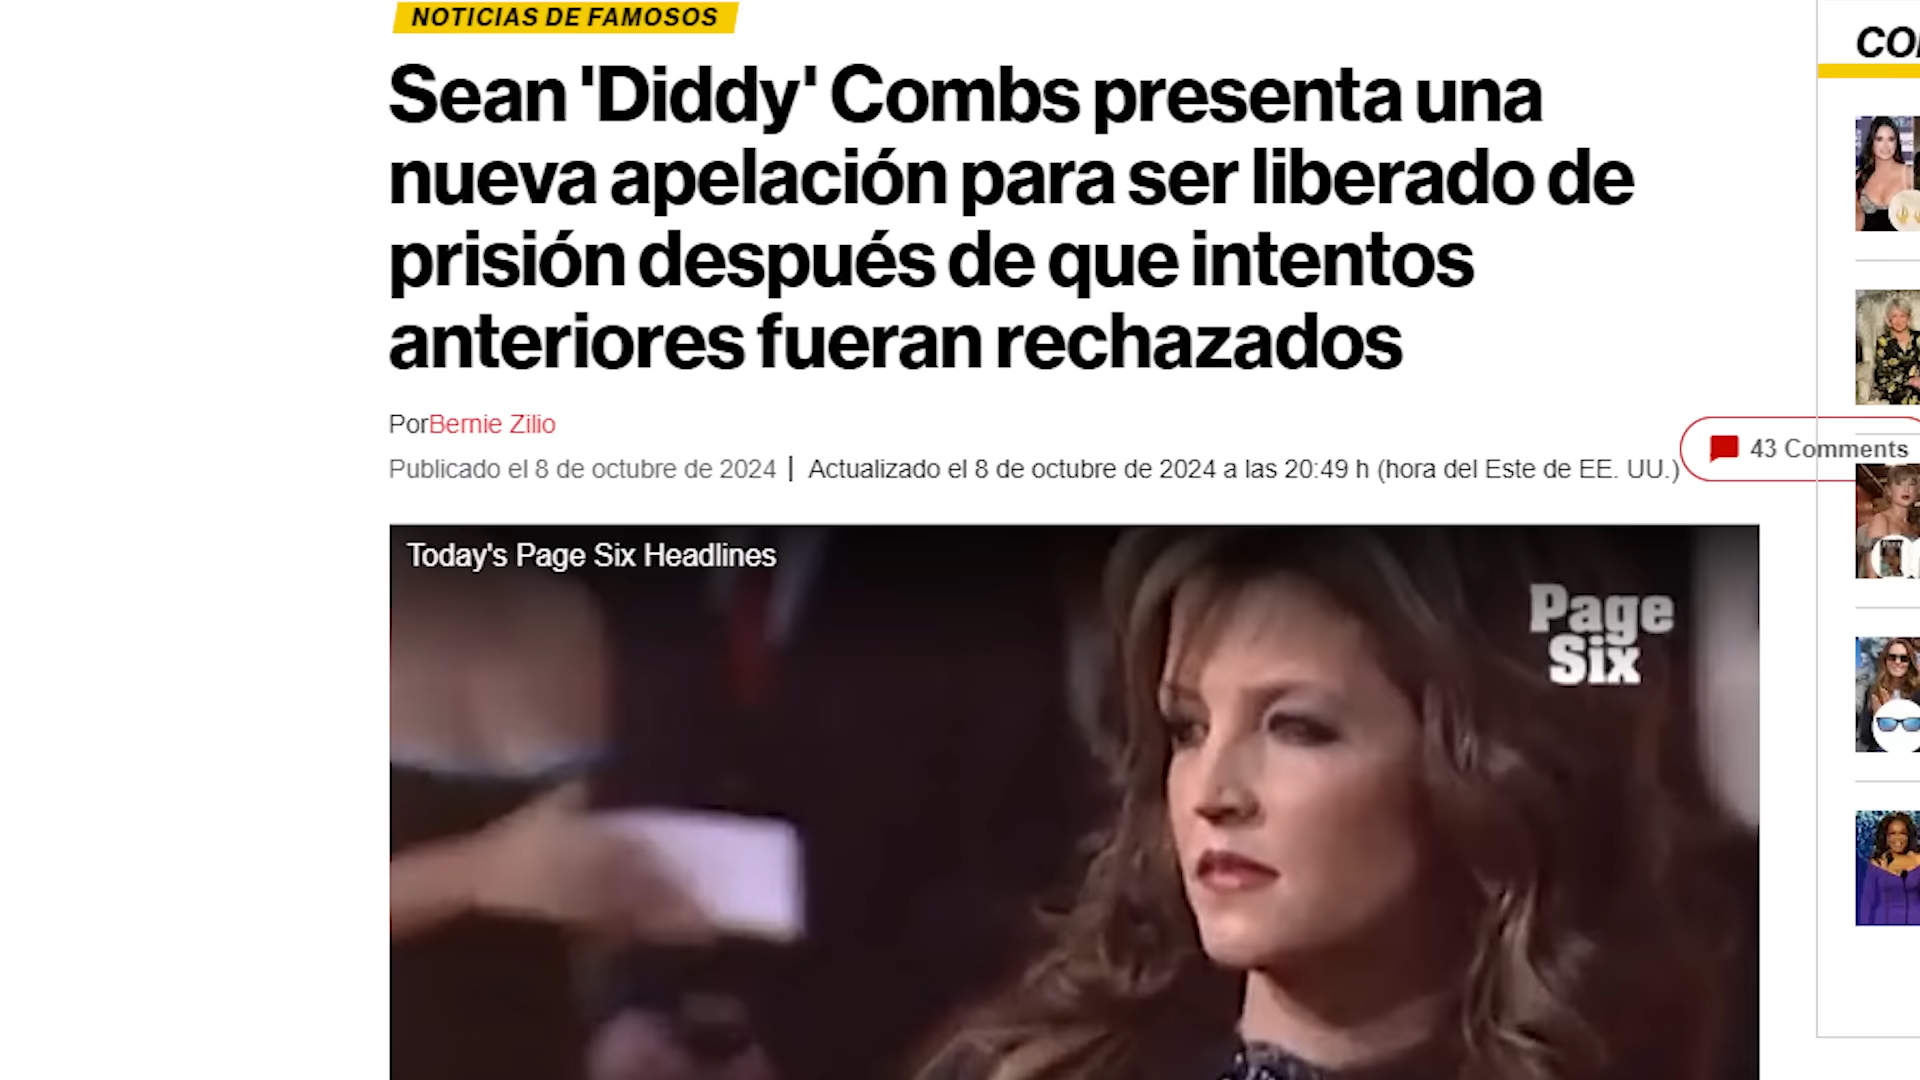 NOTICIAS DE FAMOSOS
Sean 'Diddy' Combs presenta una
nueva apelación para ser liberado de
prisión después de que intentos
anteriores fueran rechazados
PorBernie Zilio
Publicado el 8 de octubre de 2024 | Actualizado el 8 de octubre de 2024 a las 20:49 h (hora del Este de EE. UU.)
43 Comments
Today's Page Six Headlines
Page
Six